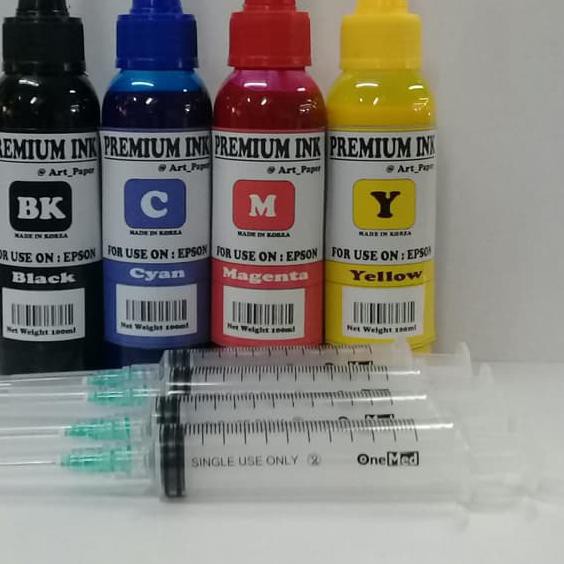 PREMIUM INK
@ Art_Paper
BK
MADE IN KOREA
FOR USE ON : EPSON
Black
Net Weight 100ml
PREMIUM INK
@ Art_Paper
C
MADE IN KOREA
FOR USE ON : EPSON
Cyan
Net Weight 100ml
PREMIUM INK
@ Art_Paper
M
MADE IN KOREA
FOR USE ON : EPSON
Magenta
Net Weight 100ml
PREMIUM INK
@ Art_Paper
Y
MADE IN KOREA
FOR USE ON : EPSON
Yellow
Net Weight 100ml
SINGLE USE ONLY 2 OneMed